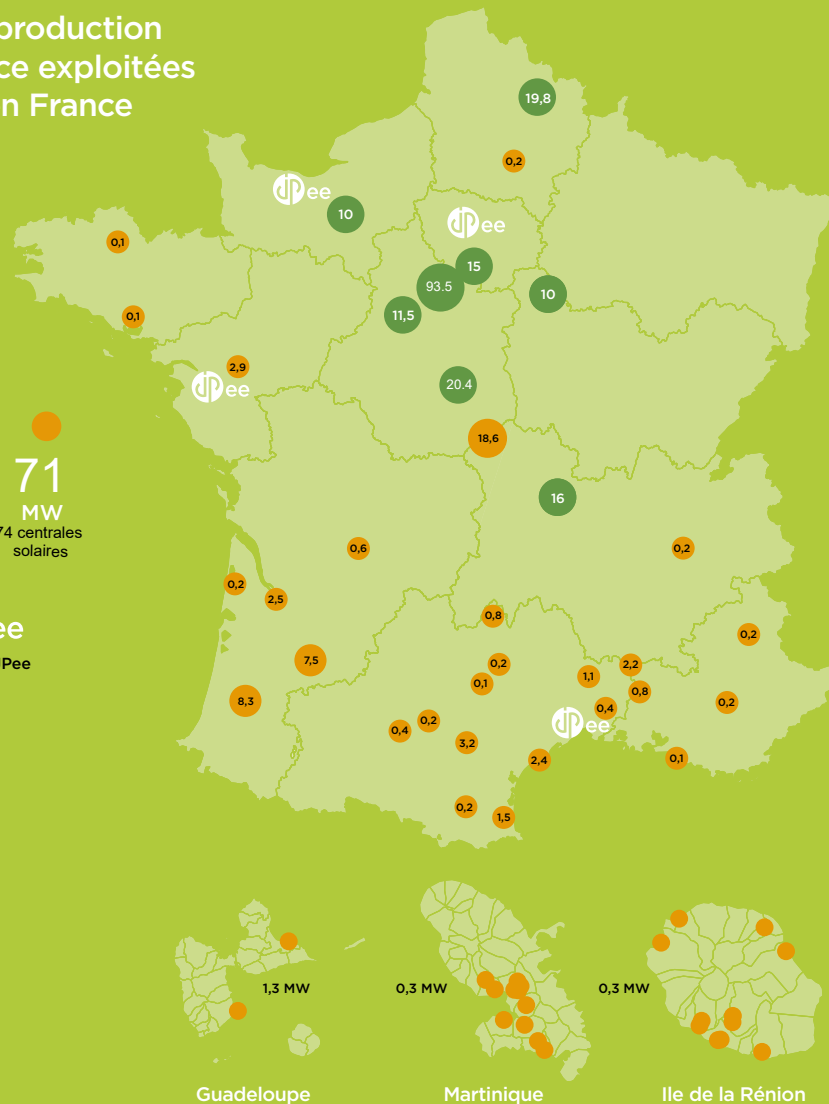 production
ce exploitées
n France
19,8
0,2
JPee
10
JPee
0,1
15
93.5
10
11,5
0,1
2,9
JPee
20.4
18,6
71
MW
74 centrales
solaires
16
0,6
0,2
0,2
2,5
0,8
ee
0,2
Pee
7,5
0,2
2,2
1,1
0,1
0,8
8,3
0,2
0,4
0,2
JPee
0,4
3,2
2,4
0,1
0,2
1,5
1,3 MW
0,3 MW
0,3 MW
Guadeloupe
Martinique
Ile de la Rénion